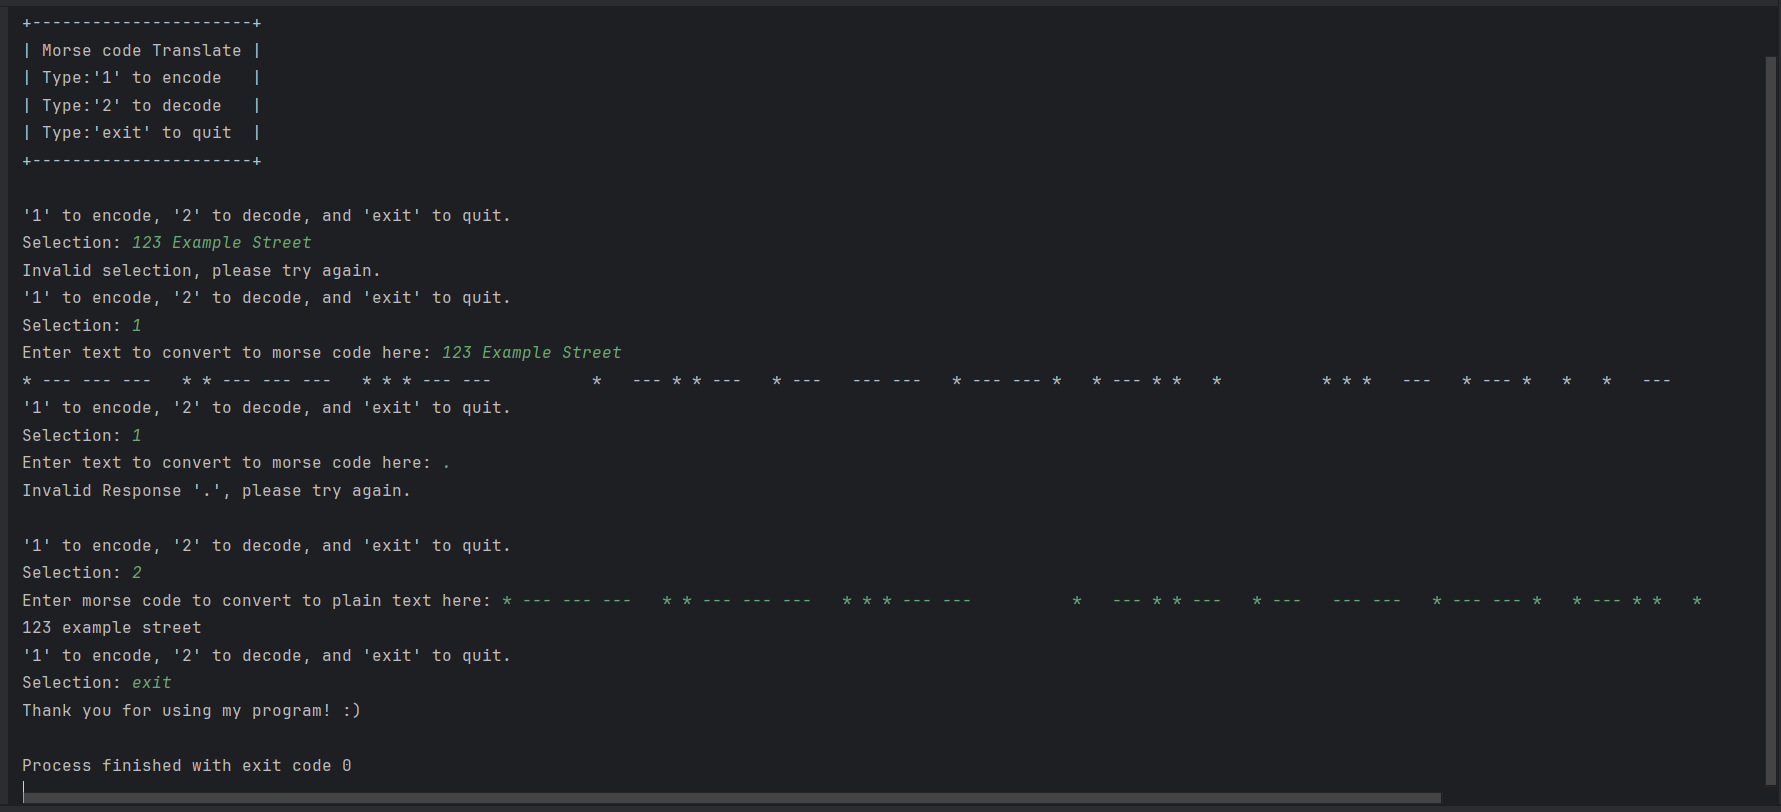 +----------------------+
| Morse code Translate |
| Type:'1' to encode   |
| Type:'2' to decode   |
| Type:'exit' to quit  |
+----------------------+

'1' to encode, '2' to decode, and 'exit' to quit.
Selection: 123 Example Street
Invalid selection, please try again.
'1' to encode, '2' to decode, and 'exit' to quit.
Selection: 1
Enter text to convert to morse code here: 123 Example Street
* --- --- ---   * * --- --- ---   * * * --- ---          *   --- * * ---   * ---   --- ---   * --- --- *   * --- * *   *          * * *   ---   * --- *   *   *   ---
'1' to encode, '2' to decode, and 'exit' to quit.
Selection: 1
Enter text to convert to morse code here: .
Invalid Response '.', please try again.

'1' to encode, '2' to decode, and 'exit' to quit.
Selection: 2
Enter morse code to convert to plain text here: * --- --- ---   * * --- --- ---   * * * --- ---          *   --- * * ---   * ---   --- ---   * --- --- *   * --- * *   *
123 example street
'1' to encode, '2' to decode, and 'exit' to quit.
Selection: exit
Thank you for using my program! :)

Process finished with exit code 0